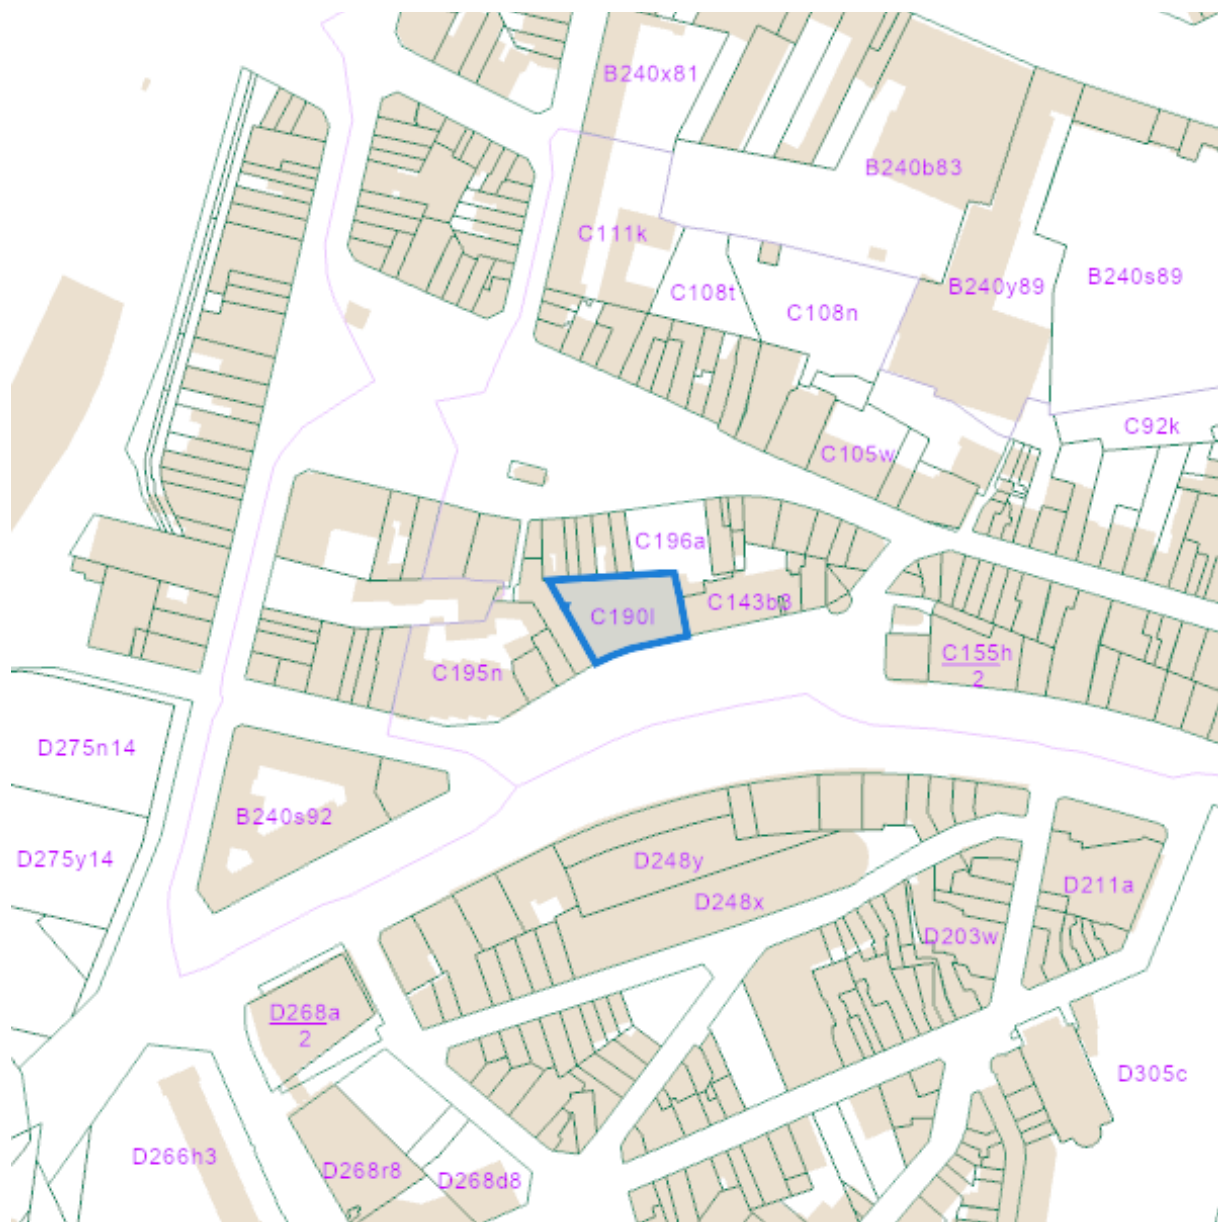 B240x81
B240b83
C111k
C108t
C108n
B240y89
B240s89
C92k
C105w
C196a
C190l
C143b3
C195n
C155h
2
D275n14
B240s92
D275y14
D248y
D248x
D211a
D203w
D268a
2
D305c
D266h3
D268r8
D268d8